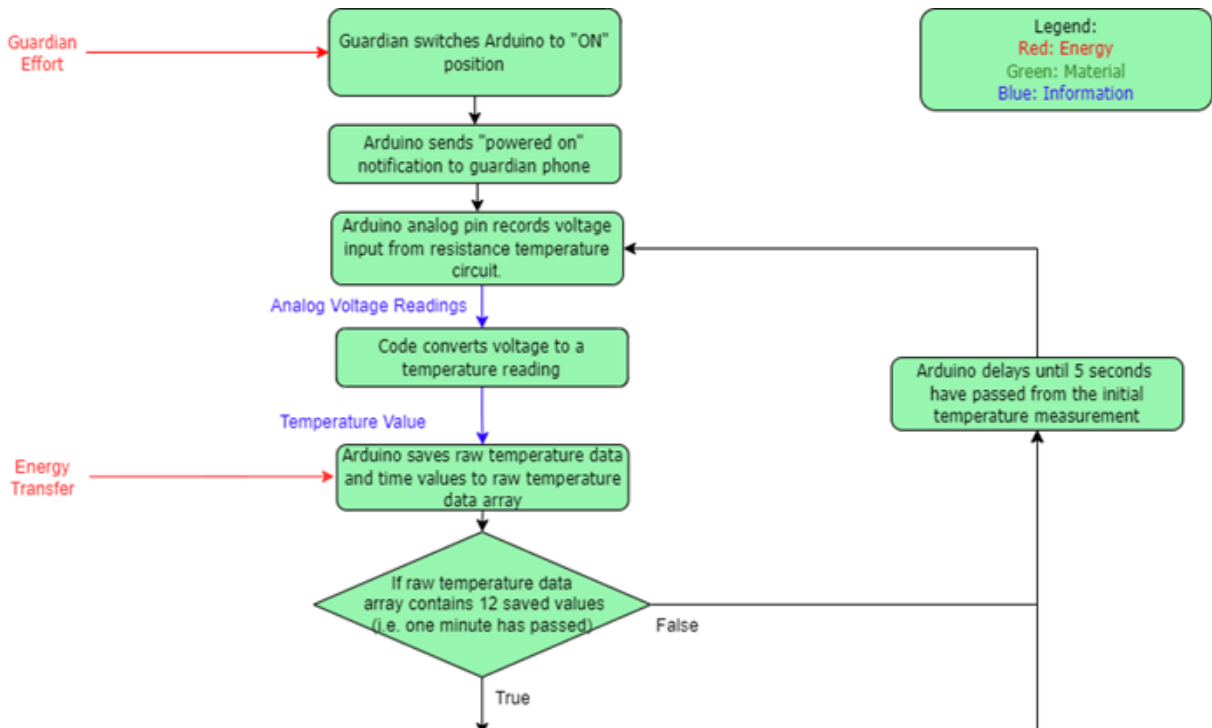 Guardian
Effort
Guardian switches Arduino to "ON"
position
Legend:
Red: Energy
Green: Material
Blue: Information
Arduino sends "powered on"
notification to guardian phone
Arduino analog pin records voltage
input from resistance temperature
circuit.
Analog Voltage Readings
Code converts voltage to a
temperature reading
Arduino delays until 5 seconds
have passed from the initial
temperature measurement
Temperature Value
Energy
Transfer
Arduino saves raw temperature data
and time values to raw temperature
data array
If raw temperature data
array contains 12 saved values
(i.e. one minute has passed)
False
True